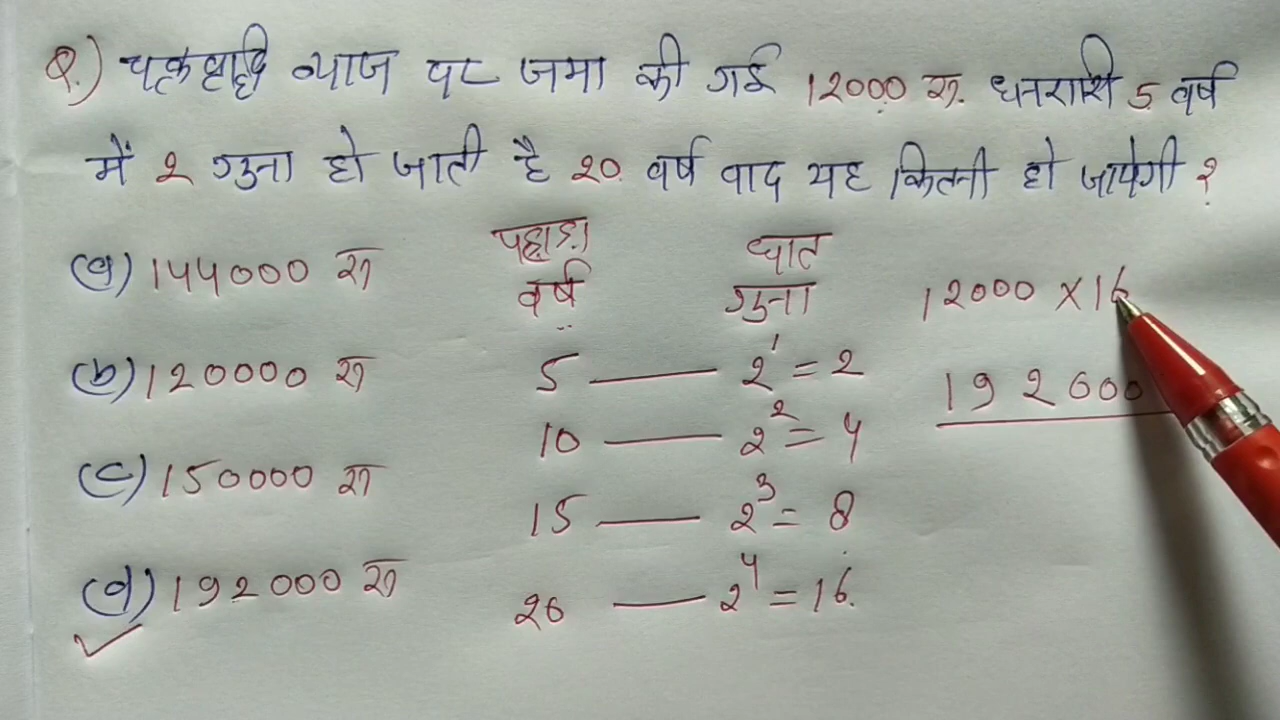 Q.) चक्रवृद्धि ब्याज पर जमा की गई 12000 रु. धनराशि 5 वर्ष
में 2 गुना हो जाती है 20 वर्ष बाद यह कितनी हो जायेगी ?
(a) 144000 रु
(b) 120000 रु
(c) 150000 रु
(d) 192000 रु
पहाड़ा घात
वर्ष गुना
5 — 2¹ = 2
10 — 2² = 4
15 — 2³ = 8
20 — 2⁴ = 16
12000 × 16
192000